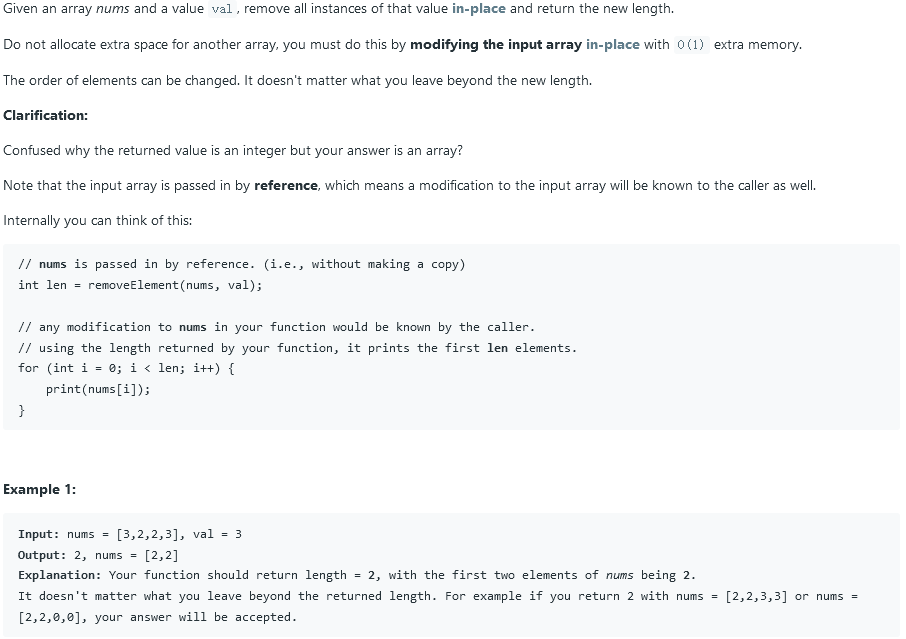 Given an array nums and a value val, remove all instances of that value in-place and return the new length.
Do not allocate extra space for another array, you must do this by modifying the input array in-place with O(1) extra memory.
The order of elements can be changed. It doesn't matter what you leave beyond the new length.
Clarification:
Confused why the returned value is an integer but your answer is an array?
Note that the input array is passed in by reference, which means a modification to the input array will be known to the caller as well.
Internally you can think of this:
// nums is passed in by reference. (i.e., without making a copy)
int len = removeElement(nums, val);
// any modification to nums in your function would be known by the caller.
// using the length returned by your function, it prints the first len elements.
for (int i = 0; i < len; i++) {
    print(nums[i]);
}
Example 1:
Input: nums = [3,2,2,3], val = 3
Output: 2, nums = [2,2]
Explanation: Your function should return length = 2, with the first two elements of nums being 2.
It doesn't matter what you leave beyond the returned length. For example if you return 2 with nums = [2,2,3,3] or nums =
[2,2,0,0], your answer will be accepted.